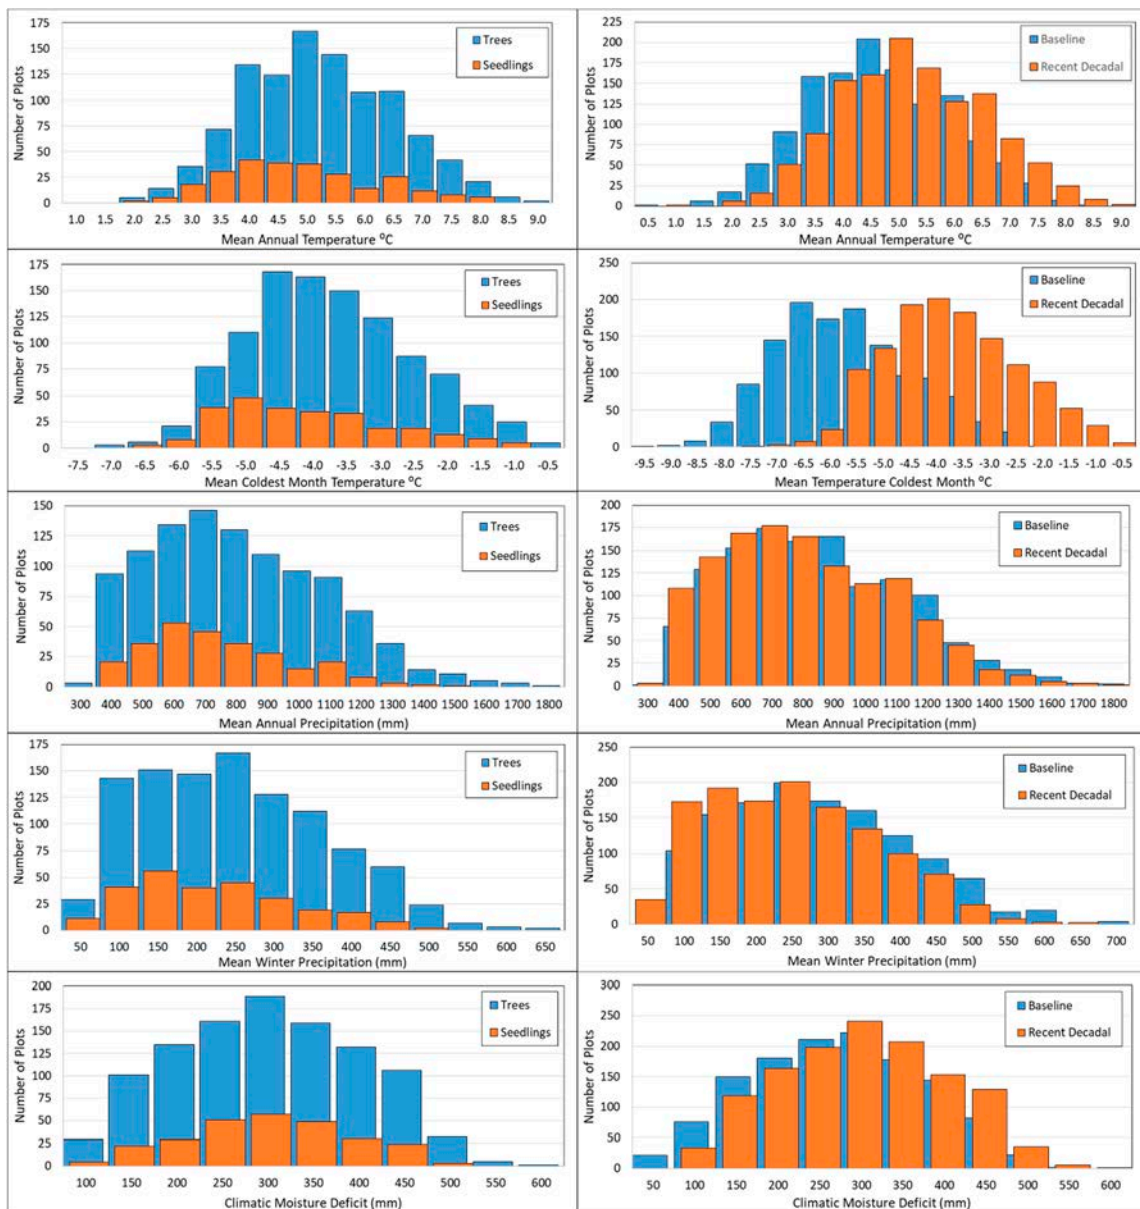 175
150
125
100
75
50
25
0
Number of Plots
Trees
Seedlings
1.0 1.5 2.0 2.5 3.0 3.5 4.0 4.5 5.0 5.5 6.0 6.5 7.0 7.5 8.0 8.5 9.0
Mean Annual Temperature ⁰C
225
200
175
150
125
100
75
50
25
0
Number of Plots
Baseline
Recent Decadal
0.5 1.0 1.5 2.0 2.5 3.0 3.5 4.0 4.5 5.0 5.5 6.0 6.5 7.0 7.5 8.0 8.5 9.0
Mean Annual Temperature ⁰C
175
150
125
100
75
50
25
0
Number of Plots
Trees
Seedlings
-7.5 -7.0 -6.5 -6.0 -5.5 -5.0 -4.5 -4.0 -3.5 -3.0 -2.5 -2.0 -1.5 -1.0 -0.5
Mean Coldest Month Temperature ⁰C
250
200
150
100
50
0
Number of Plots
Baseline
Recent Decadal
-9.5 -9.0 -8.5 -8.0 -7.5 -7.0 -6.5 -6.0 -5.5 -5.0 -4.5 -4.0 -3.5 -3.0 -2.5 -2.0 -1.5 -1.0 -0.5
Mean Temperature Coldest Month ⁰C
150
125
100
75
50
25
0
Number of Plots
Trees
Seedlings
300 400 500 600 700 800 900 1000 1100 1200 1300 1400 1500 1600 1700 1800
Mean Annual Precipitation (mm)
200
175
150
125
100
75
50
25
0
Number of Plots
Baseline
Recent Decadal
300 400 500 600 700 800 900 1000 1100 1200 1300 1400 1500 1600 1700 1800
Mean Annual Precipitation (mm)
175
150
125
100
75
50
25
0
Number of Plots
Trees
Seedlings
50 100 150 200 250 300 350 400 450 500 550 600 650
Mean Winter Precipitation (mm)
250
200
150
100
50
0
Number of Plots
Baseline
Recent Decadal
50 100 150 200 250 300 350 400 450 500 550 600 650 700
Mean Winter Precipitation (mm)
200
175
150
125
100
75
50
25
0
Number of Plots
Trees
Seedlings
100 150 200 250 300 350 400 450 500 550 600
Climatic Moisture Deficit (mm)
300
250
200
150
100
50
0
Number of Plots
Baseline
Recent Decadal
50 100 150 200 250 300 350 400 450 500 550 600
Climatic Moisture Deficit (mm)